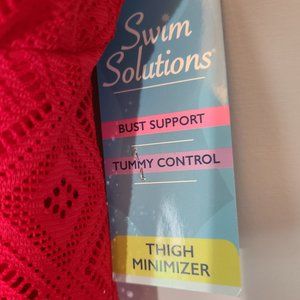 Swim
Solutions®
BUST SUPPORT
TUMMY CONTROL
THIGH
MINIMIZER